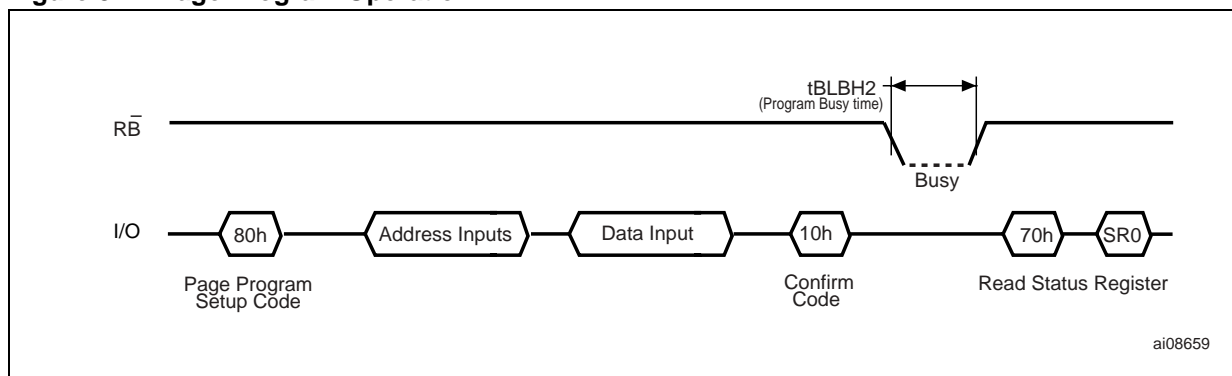 tBLBH2
(Program Busy time)
RB̅
Busy
I/O
80h
Address Inputs
Data Input
10h
70h
SR0
Page Program
Setup Code
Confirm
Code
Read Status Register
ai08659